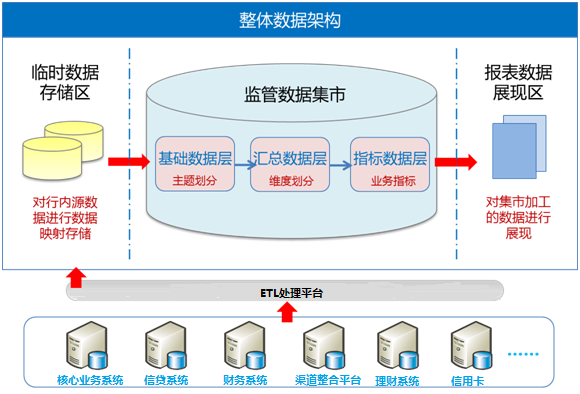 整体数据架构
临时数据
存储区
监管数据集市
报表数据
展现区
基础数据层
主题划分
汇总数据层
维度划分
指标数据层
业务指标
对行内源数
据进行数据
映射存储
对集市加工
的数据进行
展现
ETL处理平台
核心业务系统
信贷系统
财务系统
渠道整合平台
理财系统
信用卡
……